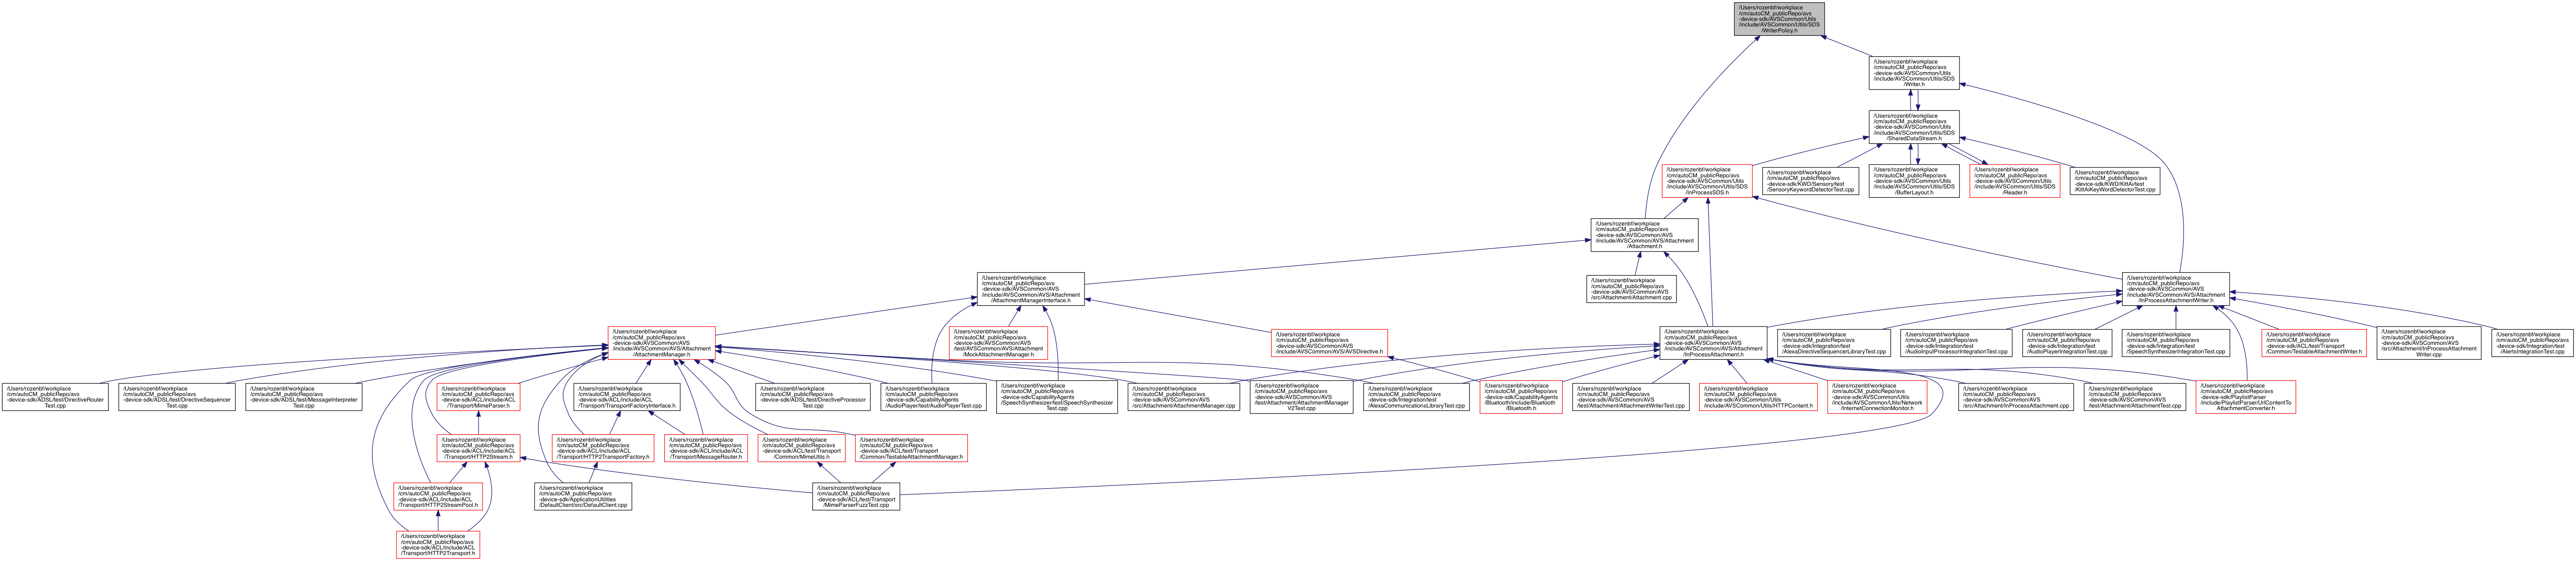 /Users/rozenbf/workplace
/cm/autoCM_publicRepo/avs
-device-sdk/AVSCommon/Utils
/include/AVSCommon/Utils/SDS
/WriterPolicy.h
/Users/rozenbf/workplace
/cm/autoCM_publicRepo/avs
-device-sdk/AVSCommon/Utils
/include/AVSCommon/Utils/SDS
/Writer.h
/Users/rozenbf/workplace
/cm/autoCM_publicRepo/avs
-device-sdk/AVSCommon/Utils
/include/AVSCommon/Utils/SDS
/SharedDataStream.h
/Users/rozenbf/workplace
/cm/autoCM_publicRepo/avs
-device-sdk/AVSCommon/Utils
/include/AVSCommon/Utils/SDS
/InProcessSDS.h
/Users/rozenbf/workplace
/cm/autoCM_publicRepo/avs
-device-sdk/KWD/Sensory/test
/SensoryKeywordDetectorTest.cpp
/Users/rozenbf/workplace
/cm/autoCM_publicRepo/avs
-device-sdk/AVSCommon/Utils
/include/AVSCommon/Utils/SDS
/BufferLayout.h
/Users/rozenbf/workplace
/cm/autoCM_publicRepo/avs
-device-sdk/AVSCommon/Utils
/include/AVSCommon/Utils/SDS
/Reader.h
/Users/rozenbf/workplace
/cm/autoCM_publicRepo/avs
-device-sdk/KWD/KittAi/test
/KittAiKeyWordDetectorTest.cpp
/Users/rozenbf/workplace
/cm/autoCM_publicRepo/avs
-device-sdk/AVSCommon/AVS
/include/AVSCommon/AVS/Attachment
/Attachment.h
/Users/rozenbf/workplace
/cm/autoCM_publicRepo/avs
-device-sdk/AVSCommon/AVS
/include/AVSCommon/AVS/Attachment
/AttachmentManagerInterface.h
/Users/rozenbf/workplace
/cm/autoCM_publicRepo/avs
-device-sdk/AVSCommon/AVS
/src/Attachment/Attachment.cpp
/Users/rozenbf/workplace
/cm/autoCM_publicRepo/avs
-device-sdk/AVSCommon/AVS
/include/AVSCommon/AVS/Attachment
/InProcessAttachmentWriter.h
/Users/rozenbf/workplace
/cm/autoCM_publicRepo/avs
-device-sdk/AVSCommon/AVS
/include/AVSCommon/AVS/Attachment
/AttachmentManager.h
/Users/rozenbf/workplace
/cm/autoCM_publicRepo/avs
-device-sdk/AVSCommon/AVS
/test/AVSCommon/AVS/Attachment
/MockAttachmentManager.h
/Users/rozenbf/workplace
/cm/autoCM_publicRepo/avs
-device-sdk/AVSCommon/AVS
/include/AVSCommon/AVS/AVSDirective.h
/Users/rozenbf/workplace
/cm/autoCM_publicRepo/avs
-device-sdk/AVSCommon/AVS
/include/AVSCommon/AVS/Attachment
/InProcessAttachment.h
/Users/rozenbf/workplace
/cm/autoCM_publicRepo/avs
-device-sdk/Integration/test
/AlexaDirectiveSequencerLibraryTest.cpp
/Users/rozenbf/workplace
/cm/autoCM_publicRepo/avs
-device-sdk/Integration/test
/AudioInputProcessorIntegrationTest.cpp
/Users/rozenbf/workplace
/cm/autoCM_publicRepo/avs
-device-sdk/Integration/test
/AudioPlayerIntegrationTest.cpp
/Users/rozenbf/workplace
/cm/autoCM_publicRepo/avs
-device-sdk/Integration/test
/SpeechSynthesizerIntegrationTest.cpp
/Users/rozenbf/workplace
/cm/autoCM_publicRepo/avs
-device-sdk/ACL/test/Transport
/Common/TestableAttachmentWriter.h
/Users/rozenbf/workplace
/cm/autoCM_publicRepo/avs
-device-sdk/AVSCommon/AVS
/src/Attachment/InProcessAttachment
Writer.cpp
/Users/rozenbf/workplace
/cm/autoCM_publicRepo/avs
-device-sdk/Integration/test
/AlertsIntegrationTest.cpp
/Users/rozenbf/workplace
/cm/autoCM_publicRepo/avs
-device-sdk/ADSL/test/DirectiveRouter
Test.cpp
/Users/rozenbf/workplace
/cm/autoCM_publicRepo/avs
-device-sdk/ADSL/test/DirectiveSequencer
Test.cpp
/Users/rozenbf/workplace
/cm/autoCM_publicRepo/avs
-device-sdk/ADSL/test/MessageInterpreter
Test.cpp
/Users/rozenbf/workplace
/cm/autoCM_publicRepo/avs
-device-sdk/ACL/include/ACL
/Transport/MimeParser.h
/Users/rozenbf/workplace
/cm/autoCM_publicRepo/avs
-device-sdk/ACL/include/ACL
/Transport/TransportFactoryInterface.h
/Users/rozenbf/workplace
/cm/autoCM_publicRepo/avs
-device-sdk/ADSL/test/DirectiveProcessor
Test.cpp
/Users/rozenbf/workplace
/cm/autoCM_publicRepo/avs
-device-sdk/CapabilityAgents
/AudioPlayer/test/AudioPlayerTest.cpp
/Users/rozenbf/workplace
/cm/autoCM_publicRepo/avs
-device-sdk/CapabilityAgents
/SpeechSynthesizer/test/SpeechSynthesizer
Test.cpp
/Users/rozenbf/workplace
/cm/autoCM_publicRepo/avs
-device-sdk/AVSCommon/AVS
/src/Attachment/AttachmentManager.cpp
/Users/rozenbf/workplace
/cm/autoCM_publicRepo/avs
-device-sdk/AVSCommon/AVS
/test/Attachment/AttachmentManager
V2Test.cpp
/Users/rozenbf/workplace
/cm/autoCM_publicRepo/avs
-device-sdk/Integration/test
/AlexaCommunicationsLibraryTest.cpp
/Users/rozenbf/workplace
/cm/autoCM_publicRepo/avs
-device-sdk/CapabilityAgents
/Bluetooth/include/Bluetooth
/Bluetooth.h
/Users/rozenbf/workplace
/cm/autoCM_publicRepo/avs
-device-sdk/AVSCommon/AVS
/test/Attachment/AttachmentWriterTest.cpp
/Users/rozenbf/workplace
/cm/autoCM_publicRepo/avs
-device-sdk/AVSCommon/Utils
/include/AVSCommon/Utils/HTTPContent.h
/Users/rozenbf/workplace
/cm/autoCM_publicRepo/avs
-device-sdk/AVSCommon/Utils
/include/AVSCommon/Utils/Network
/InternetConnectionMonitor.h
/Users/rozenbf/workplace
/cm/autoCM_publicRepo/avs
-device-sdk/AVSCommon/AVS
/src/Attachment/InProcessAttachment.cpp
/Users/rozenbf/workplace
/cm/autoCM_publicRepo/avs
-device-sdk/AVSCommon/AVS
/test/Attachment/AttachmentTest.cpp
/Users/rozenbf/workplace
/cm/autoCM_publicRepo/avs
-device-sdk/PlaylistParser
/include/PlaylistParser/UrlContentTo
AttachmentConverter.h
/Users/rozenbf/workplace
/cm/autoCM_publicRepo/avs
-device-sdk/ACL/include/ACL
/Transport/HTTP2Stream.h
/Users/rozenbf/workplace
/cm/autoCM_publicRepo/avs
-device-sdk/ACL/include/ACL
/Transport/HTTP2TransportFactory.h
/Users/rozenbf/workplace
/cm/autoCM_publicRepo/avs
-device-sdk/ACL/include/ACL
/Transport/MessageRouter.h
/Users/rozenbf/workplace
/cm/autoCM_publicRepo/avs
-device-sdk/ACL/test/Transport
/Common/MimeUtils.h
/Users/rozenbf/workplace
/cm/autoCM_publicRepo/avs
-device-sdk/ACL/test/Transport
/Common/TestableAttachmentManager.h
/Users/rozenbf/workplace
/cm/autoCM_publicRepo/avs
-device-sdk/ACL/include/ACL
/Transport/HTTP2StreamPool.h
/Users/rozenbf/workplace
/cm/autoCM_publicRepo/avs
-device-sdk/ApplicationUtilities
/DefaultClient/src/DefaultClient.cpp
/Users/rozenbf/workplace
/cm/autoCM_publicRepo/avs
-device-sdk/ACL/test/Transport
/MimeParserFuzzTest.cpp
/Users/rozenbf/workplace
/cm/autoCM_publicRepo/avs
-device-sdk/ACL/include/ACL
/Transport/HTTP2Transport.h